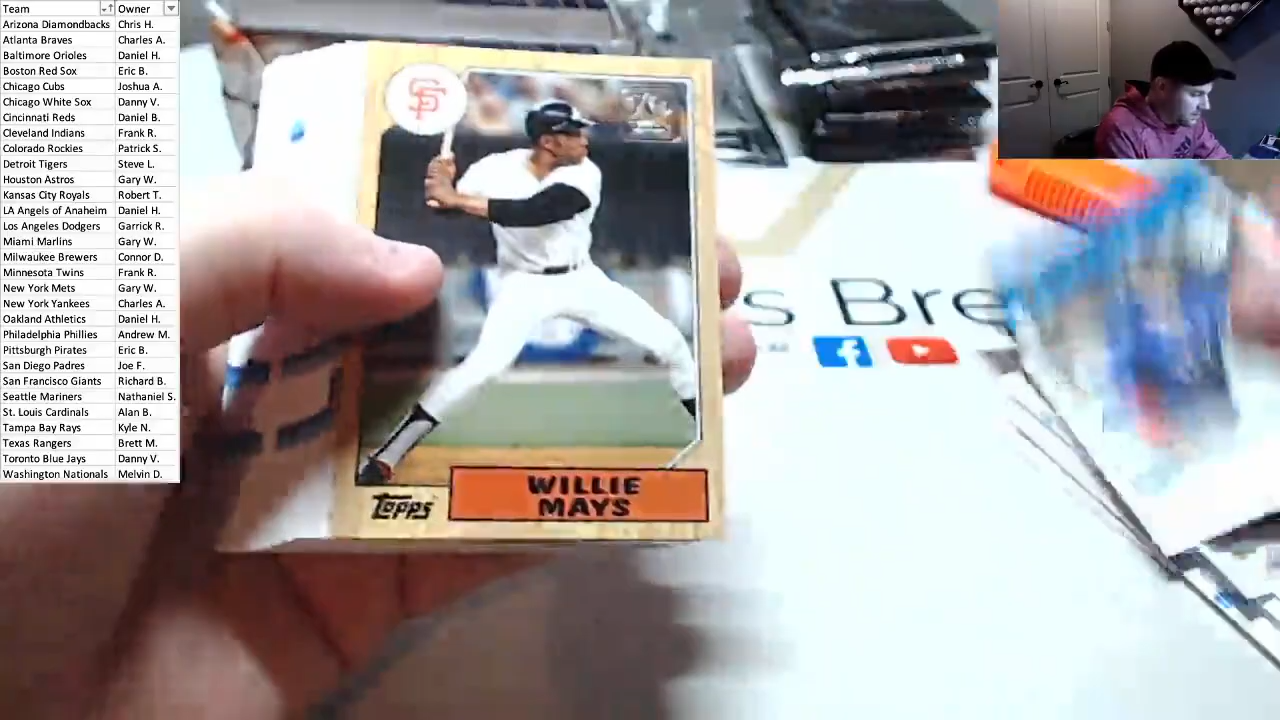 Team Owner
Arizona Diamondbacks Chris H.
Atlanta Braves Charles A.
Baltimore Orioles Daniel H.
Boston Red Sox Eric B.
Chicago Cubs Joshua A.
Chicago White Sox Danny V.
Cincinnati Reds Daniel B.
Cleveland Indians Frank R.
Colorado Rockies Patrick S.
Detroit Tigers Steve L.
Houston Astros Gary W.
Kansas City Royals Robert T.
LA Angels of Anaheim Daniel H.
Los Angeles Dodgers Garrick R.
Miami Marlins Gary W.
Milwaukee Brewers Connor D.
Minnesota Twins Frank R.
New York Mets Gary W.
New York Yankees Charles A.
Oakland Athletics Daniel H.
Philadelphia Phillies Andrew M.
Pittsburgh Pirates Eric B.
San Diego Padres Joe F.
San Francisco Giants Richard B.
Seattle Mariners Nathaniel S.
St. Louis Cardinals Alan B.
Tampa Bay Rays Kyle N.
Texas Rangers Brett M.
Toronto Blue Jays Danny V.
Washington Nationals Melvin D.
SF
WILLIE
MAYS
Topps
s Bre
f